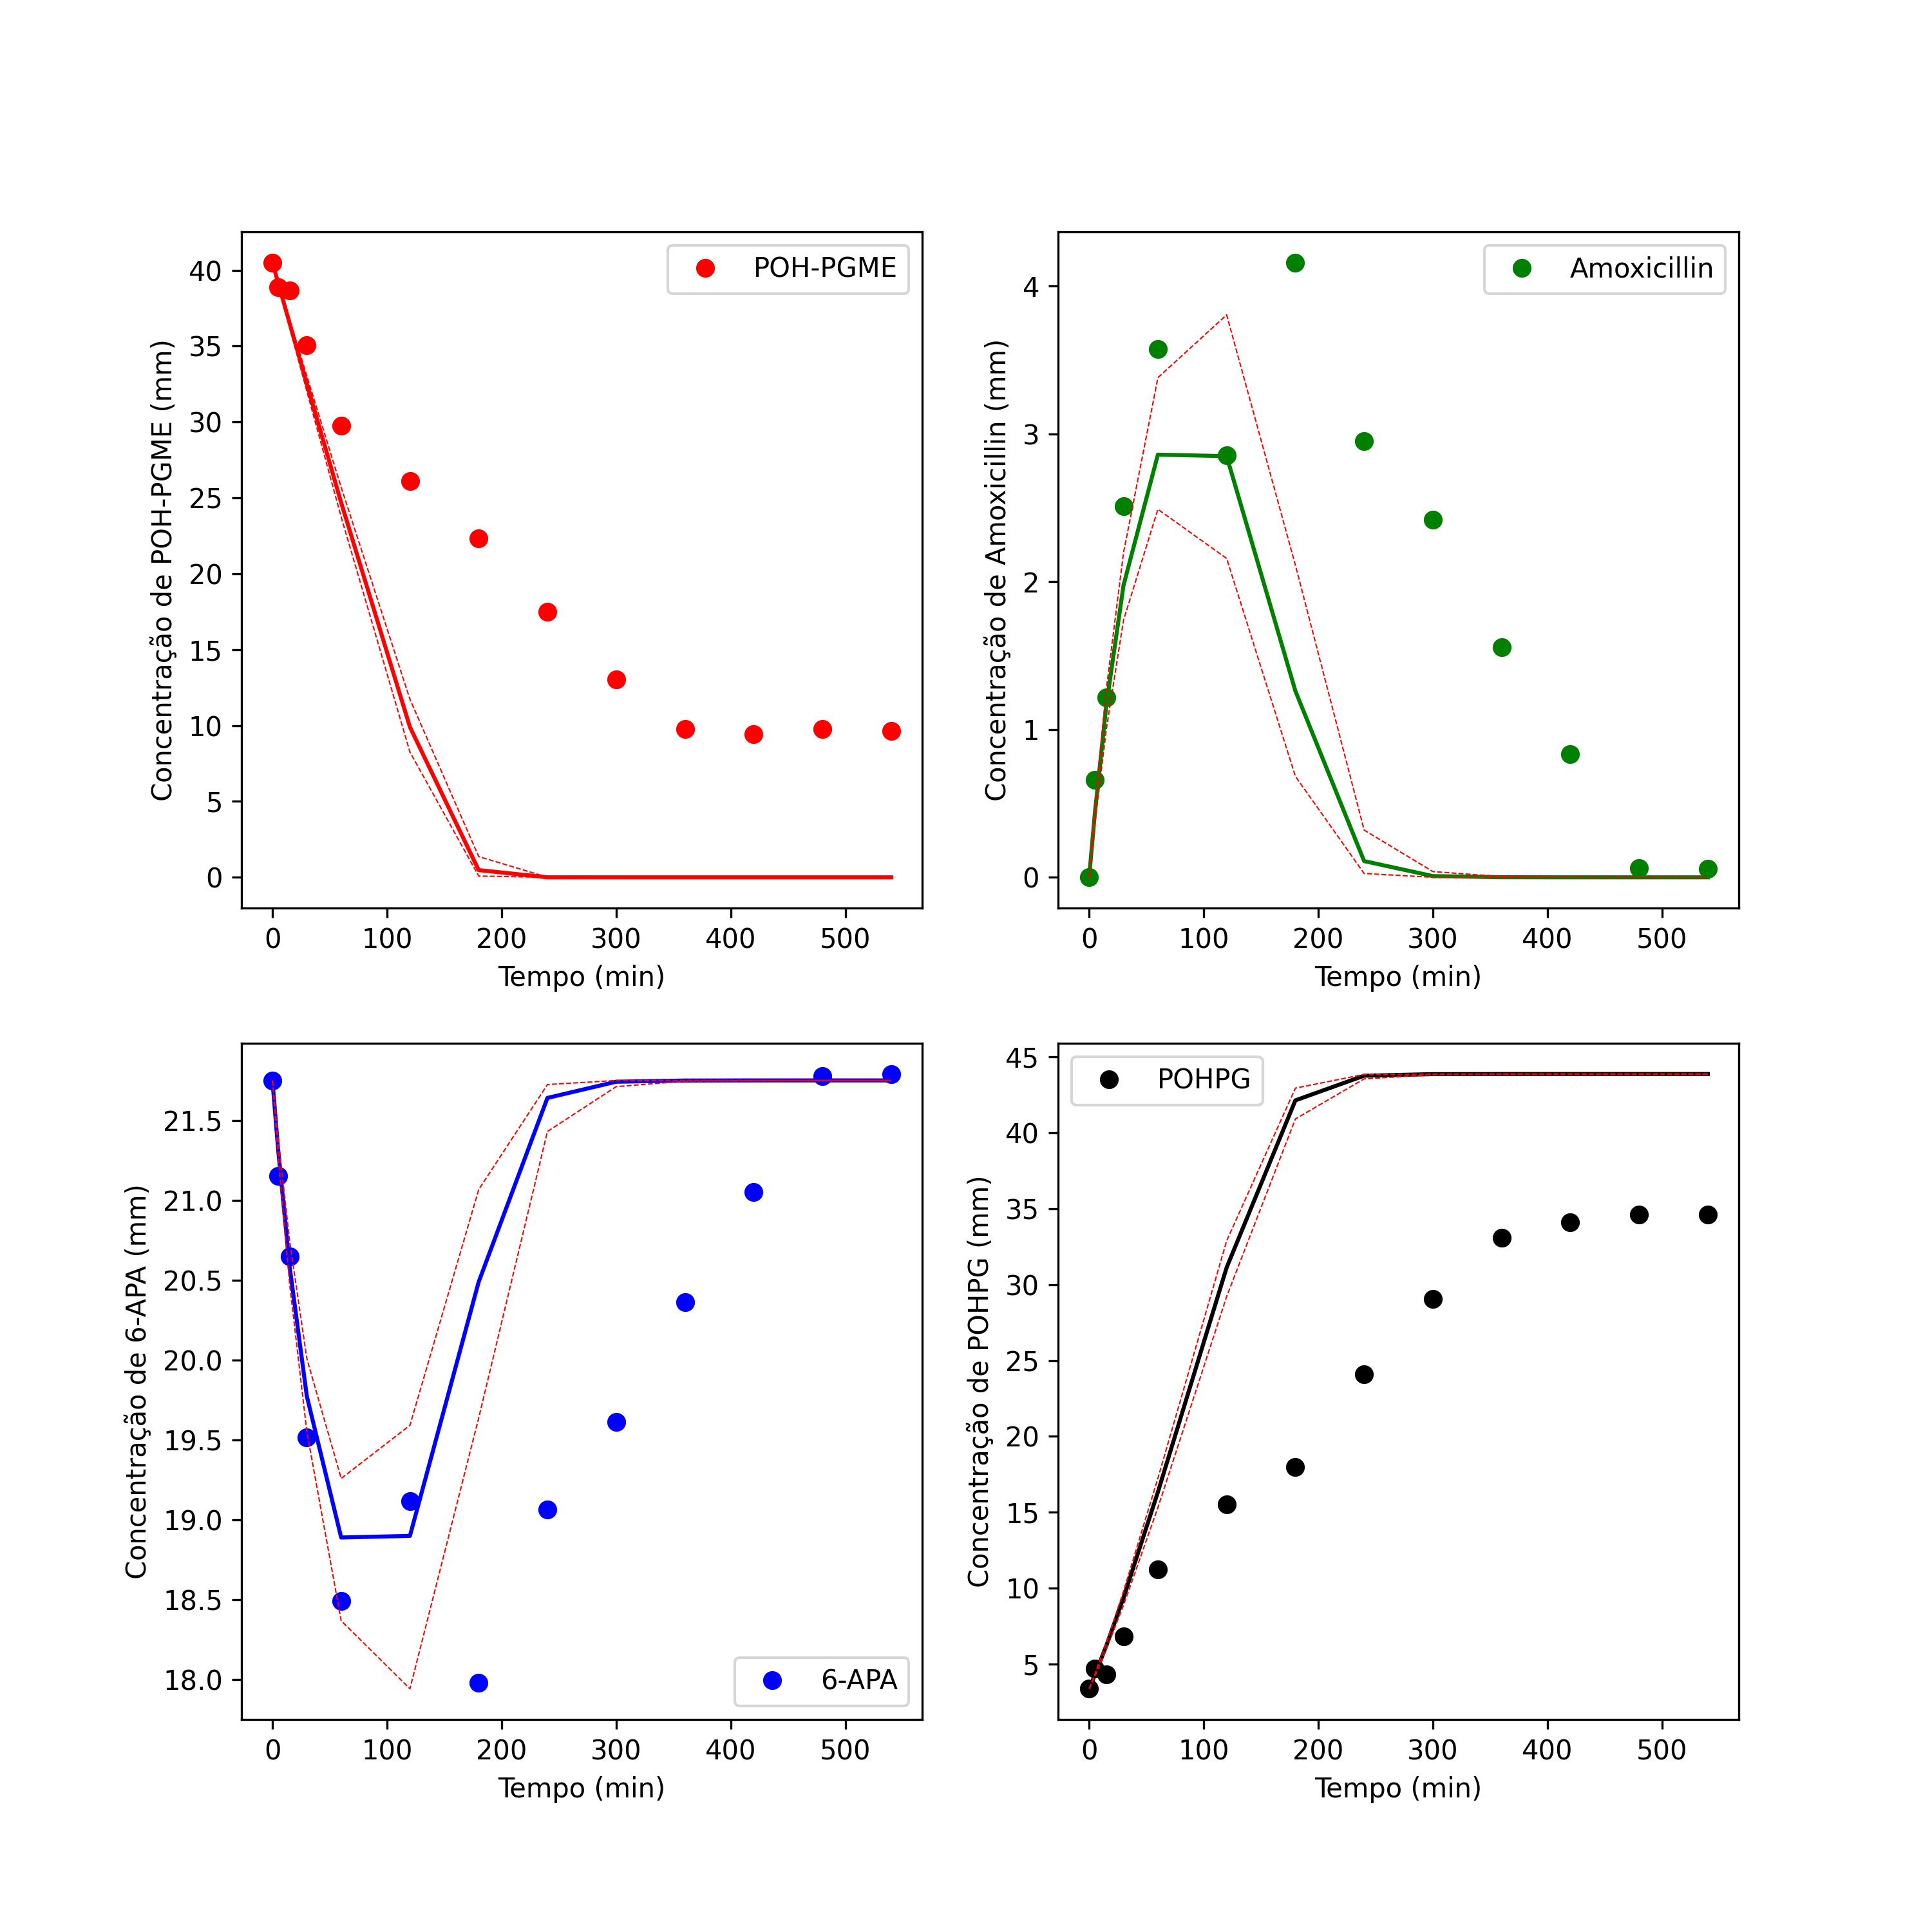 Concentração de POH-PGME (mm)
40
35
30
25
20
15
10
5
0
POH-PGME
0 100 200 300 400 500
Tempo (min)
Concentração de Amoxicillin (mm)
4
3
2
1
0
Amoxicillin
0 100 200 300 400 500
Tempo (min)
Concentração de 6-APA (mm)
21.5
21.0
20.5
20.0
19.5
19.0
18.5
18.0
6-APA
0 100 200 300 400 500
Tempo (min)
Concentração de POHPG (mm)
45
40
35
30
25
20
15
10
5
POHPG
0 100 200 300 400 500
Tempo (min)